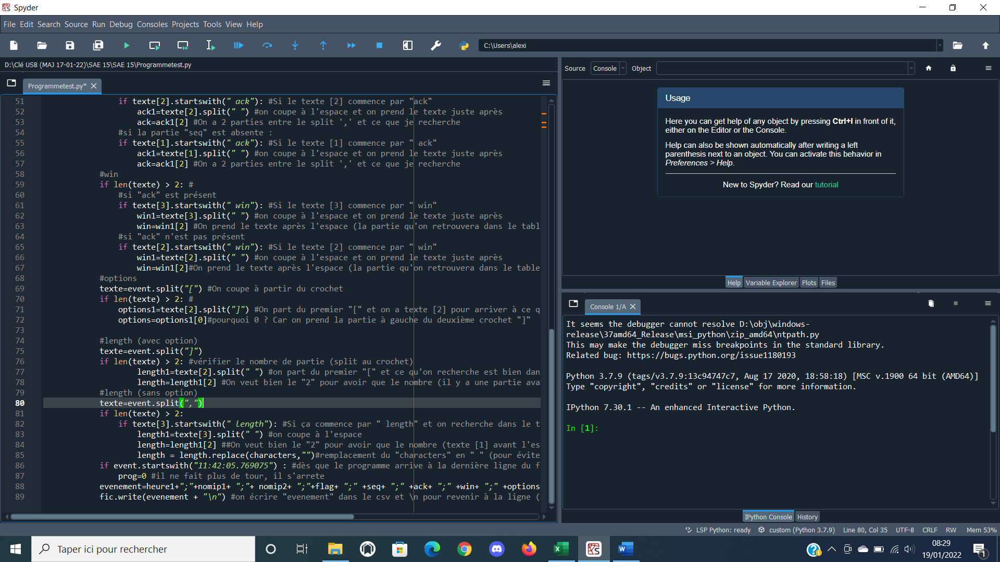 Spyder
File Edit Search Source Run Debug Consoles Projects Tools View Help
C:\Users\alexi
D:\Clé USB (MAJ 17-01-22)\SAE 15\SAE 15\Programmetest.py
Programmetest.py*
51 if texte[2].startswith(" ack"): #Si le texte [2] commence par "ack"
52 ack1=texte[2].split(" ") #on coupe à l'espace et on prend le texte juste après
53 ack=ack1[2] #On a 2 parties entre le split ',' et ce que je recherche
54 #si la partie "seq" est absente :
55 if texte[1].startswith(" ack"): #Si le texte [1] commence par " ack"
56 ack1=texte[1].split(" ") #on coupe à l'espace et on prend le texte juste après
57 ack=ack1[2] #On a 2 parties entre le split ',' et ce que je recherche
58 #win
59 if len(texte) > 2: #
60 #si "ack" est présent
61 if texte[3].startswith(" win"): #Si le texte [3] commence par " win"
62 win1=texte[3].split(" ") #on coupe à l'espace et on prend le texte juste après
63 win=win1[2] #On prend le texte après l'espace (la partie qu'on retrouvera dans le tabl
64 #si "ack" n'est pas présent
65 if texte[2].startswith(" win"): #Si le texte [2] commence par " win"
66 win1=texte[2].split(" ") #on coupe à l'espace et on prend le texte juste après
67 win=win1[2]#On prend le texte après l'espace (la partie qu'on retrouvera dans le table
68 #options
69 texte=event.split("[") #On coupe à partir du crochet
70 if len(texte) > 2: #
71 options1=texte[2].split("]") #On part du premier "[" et on a texte [2] pour arriver à ce q
72 options=options1[0]#pourquoi 0 ? Car on prend la partie à gauche du deuxième crochet "]"
73
74 #length (avec option)
75 texte=event.split("]")
76 if len(texte) > 2: #vérifier le nombre de partie (split au crochet)
77 length1=texte[2].split(" ") #on part du premier "[" et ce qu'on recherche est bien dan
78 length=length1[2] #On veut bien le "2" pour avoir que le nombre (il y a une partie ava
79 #length (sans option)
80 texte=event.split(",")
81 if len(texte) > 2:
82 if texte[3].startswith(" length"): #Si ça commence par " length" et on recherche dans le t
83 length1=texte[3].split(" ") #on coupe à l'espace
84 length=length1[2] ##On veut bien le "2" pour avoir que le nombre (texte [1] avant l'es
85 length = length.replace(characters,"")#remplacement du "characters" en " " (pour évite
86 if event.startswith("11:42:05.769075") : #dès que le programme arrive à la dernière ligne du f
87 prog=0 #il ne fait plus de tour, il s'arrete
88 evenement=heure1+";"+nomip1+ ";"+ nomip2+ ";"+flag+ ";" +seq+ ";" +ack+ ";" +win+ ";" +options
89 fic.write(evenement + "\n") #on écrire "evenement" dans le csv et \n pour revenir à la ligne (
Source Console Object
Usage
Here you can get help of any object by pressing Ctrl+I in front of it,
either on the Editor or the Console.
Help can also be shown automatically after writing a left
parenthesis next to an object. You can activate this behavior in
Preferences > Help.
New to Spyder? Read our tutorial
Help Variable Explorer Plots Files
Console 1/A
It seems the debugger cannot resolve D:\obj\windows-
release\37amd64_Release\msi_python\zip_amd64\ntpath.py
This may make the debugger miss breakpoints in the standard library.
Related bug: https://bugs.python.org/issue1180193
Python 3.7.9 (tags/v3.7.9:13c94747c7, Aug 17 2020, 18:58:18) [MSC v.1900 64 bit (AMD64)]
Type "copyright", "credits" or "license" for more information.
IPython 7.30.1 -- An enhanced Interactive Python.
In [1]:
IPython Console History
LSP Python: ready custom (Python 3.7.9) Line 80, Col 35 UTF-8 CRLF RW Mem 53%
Taper ici pour rechercher
08:29
19/01/2022
1